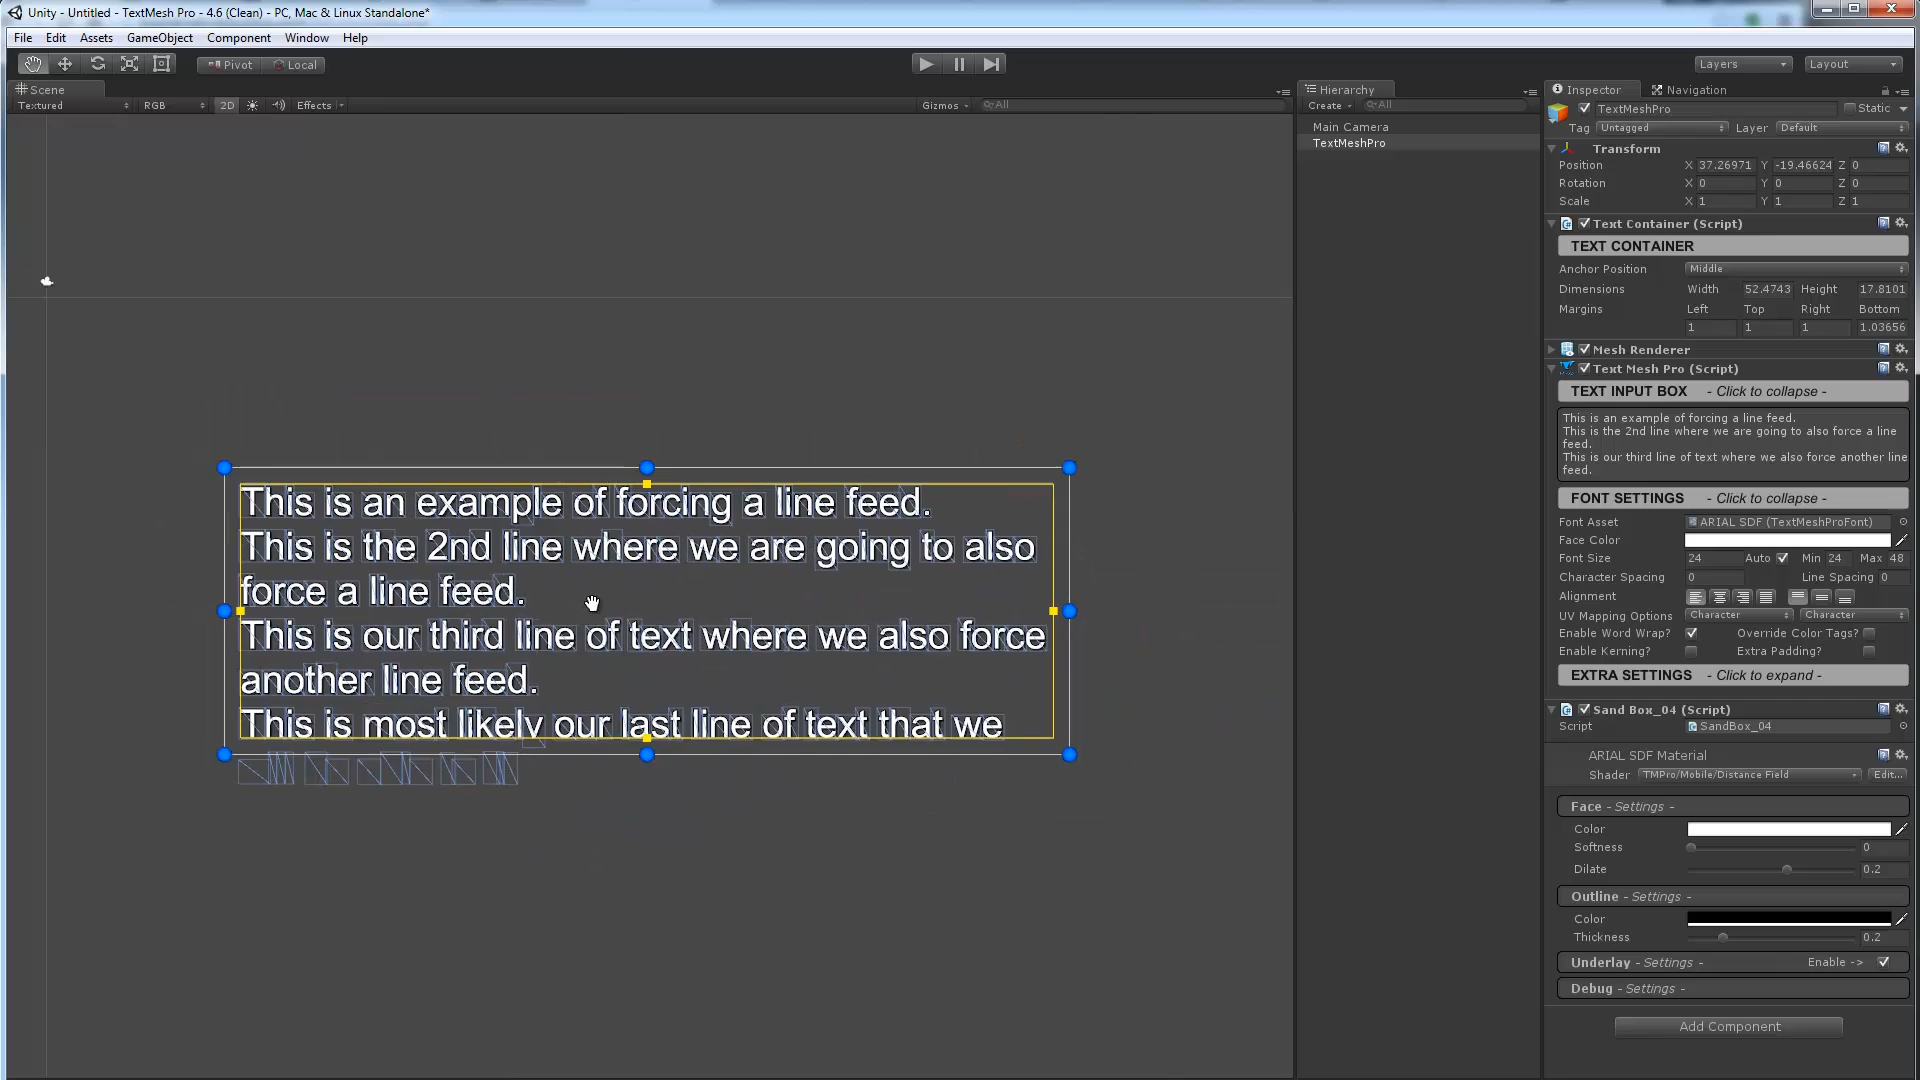 Unity - Untitled - TextMesh Pro - 4.6 (Clean) - PC, Mac & Linux Standalone*
File Edit Assets GameObject Component Window Help
Pivot Local Layers Layout
Scene
Textured RGB 2D Effects Gizmos All
This is an example of forcing a line feed.
This is the 2nd line where we are going to also
force a line feed.
This is our third line of text where we also force
another line feed.
This is most likely our last line of text that we
Hierarchy
Create All
Main Camera
TextMeshPro
Inspector Navigation
TextMeshPro Static
Tag Untagged Layer Default
Transform
Position X 37.26971 Y -19.46624 Z 0
Rotation X 0 Y 0 Z 0
Scale X 1 Y 1 Z 1
Text Container (Script)
TEXT CONTAINER
Anchor Position Middle
Dimensions Width 52.4743 Height 17.8101
Margins Left Top Right Bottom
1 1 1 1.03656
Mesh Renderer
Text Mesh Pro (Script)
TEXT INPUT BOX - Click to collapse -
This is an example of forcing a line feed.
This is the 2nd line where we are going to also force a line
feed.
This is our third line of text where we also force another line
feed.
FONT SETTINGS - Click to collapse -
Font Asset ARIAL SDF (TextMeshProFont)
Face Color
Font Size 24 Auto Min 24 Max 48
Character Spacing 0 Line Spacing 0
Alignment
UV Mapping Options Character Character
Enable Word Wrap? Override Color Tags?
Enable Kerning? Extra Padding?
EXTRA SETTINGS - Click to expand -
Sand Box_04 (Script)
Script SandBox_04
ARIAL SDF Material
Shader TMPro/Mobile/Distance Field Edit...
Face - Settings -
Color
Softness 0
Dilate 0.2
Outline - Settings -
Color
Thickness 0.2
Underlay - Settings - Enable ->
Debug - Settings -
Add Component